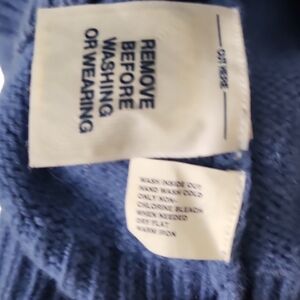 CUT HERE
REMOVE
BEFORE
WASHING
OR WEARING
WASH INSIDE OUT
HAND WASH COLD
ONLY NON-
CHLORINE BLEACH
WHEN NEEDED
DRY FLAT
WARM IRON